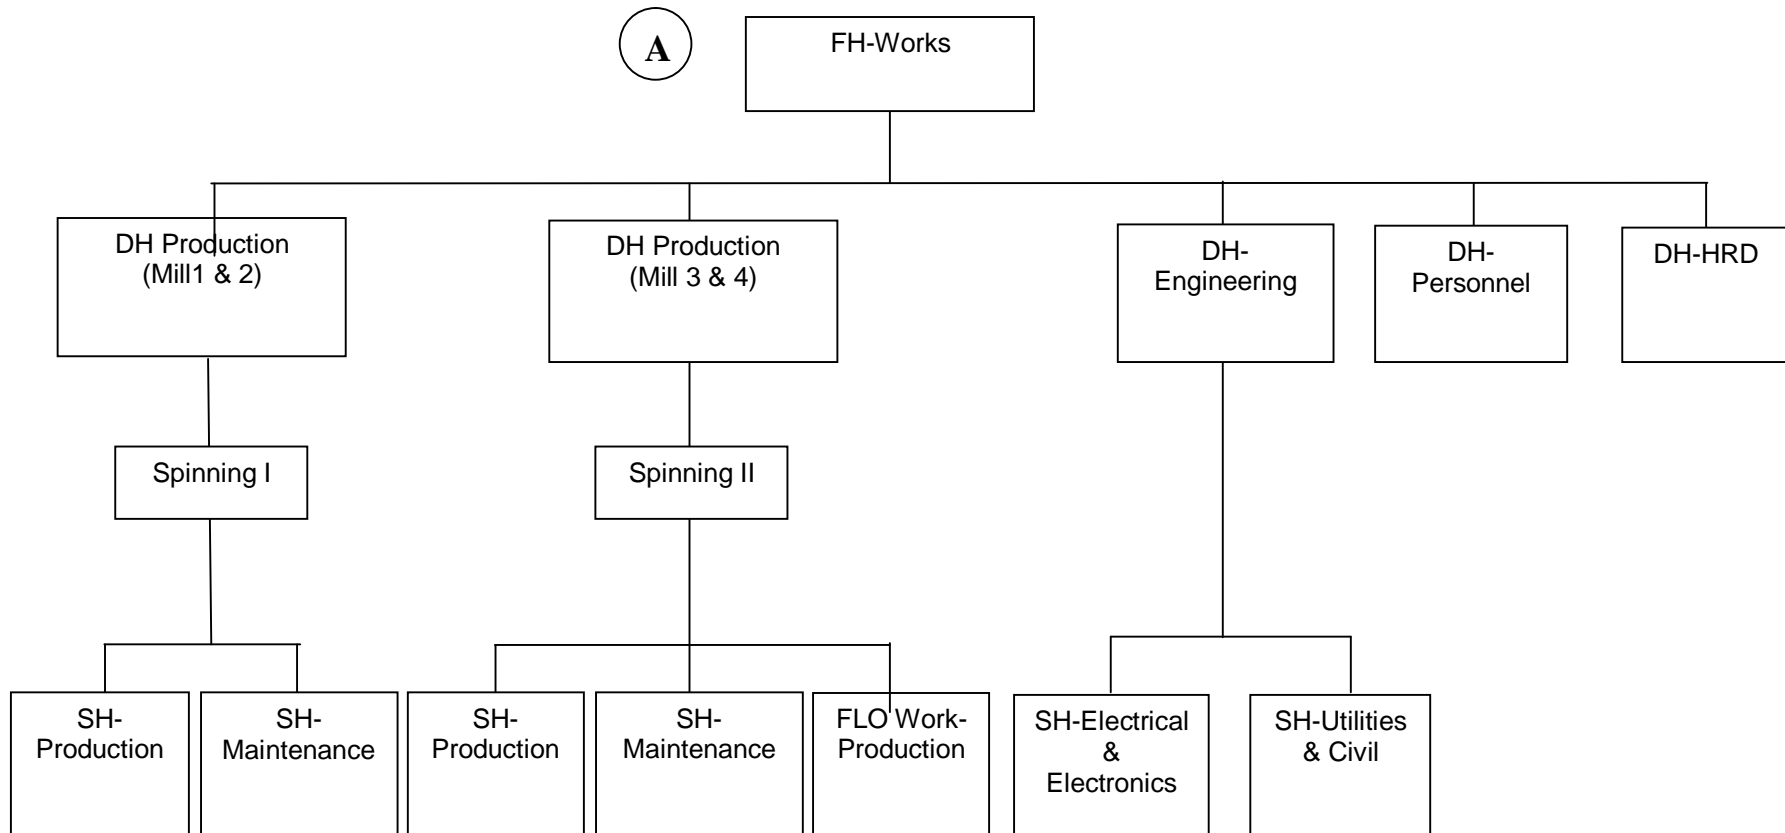 A
FH-Works
DH Production
(Mill1 & 2)
DH Production
(Mill 3 & 4)
DH-
Engineering
DH-
Personnel
DH-HRD
Spinning I
Spinning II
SH-
Production
SH-
Maintenance
SH-
Production
SH-
Maintenance
FLO Work-
Production
SH-Electrical
&
Electronics
SH-Utilities
& Civil